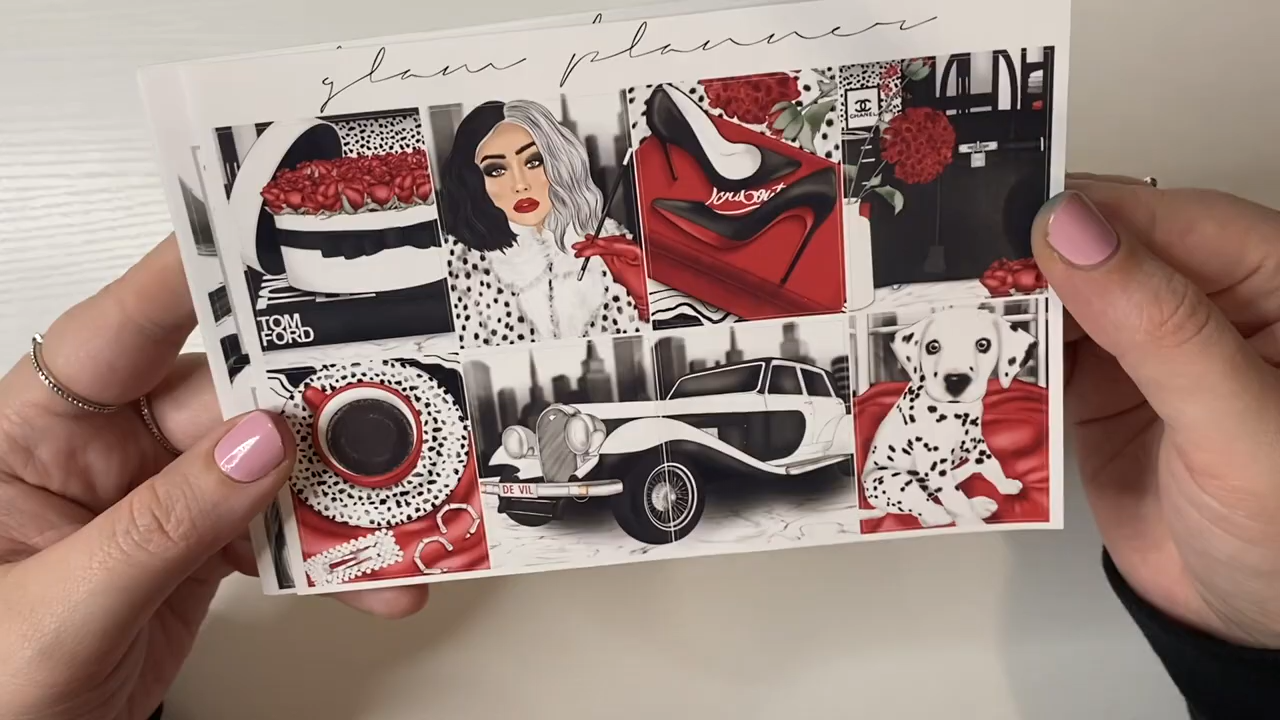 glam planner
CHANEL
TOM
FORD
DE VIL